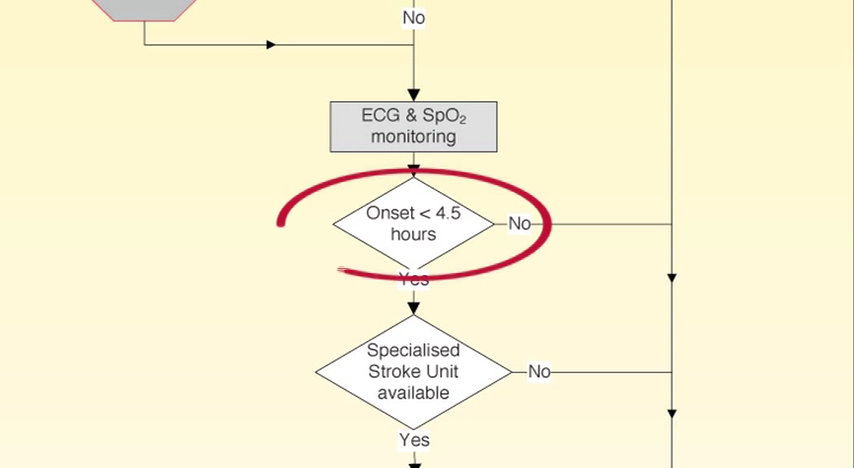 No
ECG & SpO₂
monitoring
Onset < 4.5
hours
No
Yes
Specialised
Stroke Unit
available
No
Yes